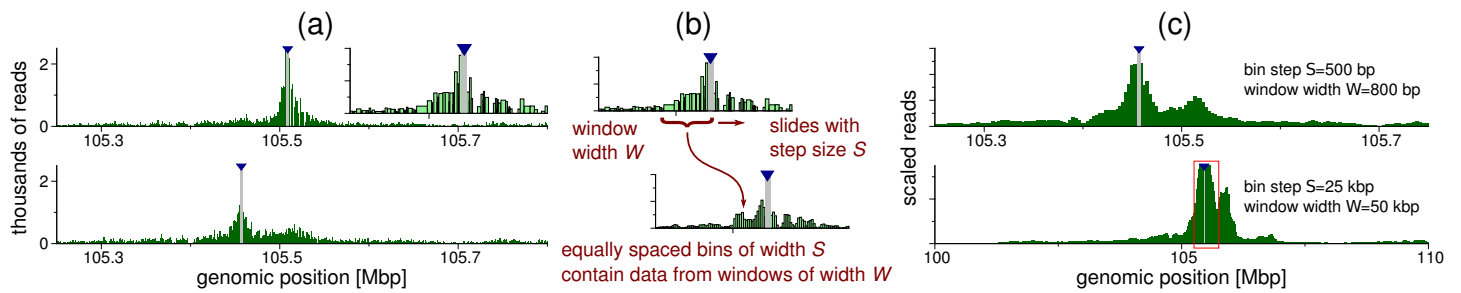 (a)
thousands of reads
2
0
105.3
105.5
105.7
2
0
105.3
105.5
105.7
genomic position [Mbp]
(b)
window
width W
slides with
step size S
equally spaced bins of width S
contain data from windows of width W
(c)
scaled reads
bin step S=500 bp
window width W=800 bp
105.3
105.5
105.7
bin step S=25 kbp
window width W=50 kbp
100
105
110
genomic position [Mbp]